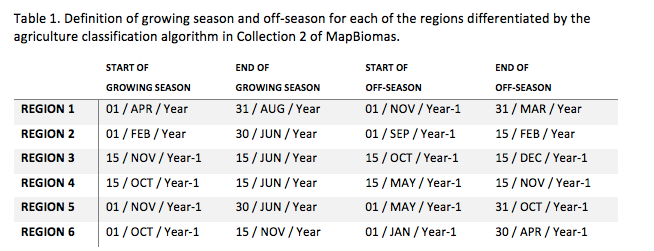 Table 1. Definition of growing season and off-season for each of the regions differentiated by the
agriculture classification algorithm in Collection 2 of MapBiomas.
START OF END OF START OF END OF
GROWING SEASON GROWING SEASON OFF-SEASON OFF-SEASON
REGION 1 01 / APR / Year 31 / AUG / Year 01 / NOV / Year-1 31 / MAR / Year
REGION 2 01 / FEB / Year 30 / JUN / Year 01 / SEP / Year-1 15 / FEB / Year
REGION 3 15 / NOV / Year-1 15 / JUN / Year 15 / OCT / Year-1 15 / DEC / Year-1
REGION 4 15 / OCT / Year-1 15 / JUN / Year 15 / MAY / Year-1 15 / NOV / Year-1
REGION 5 01 / NOV / Year-1 30 / JUN / Year 01 / MAY / Year-1 31 / OCT / Year-1
REGION 6 01 / OCT / Year-1 15 / NOV / Year 01 / JAN / Year-1 30 / APR / Year-1